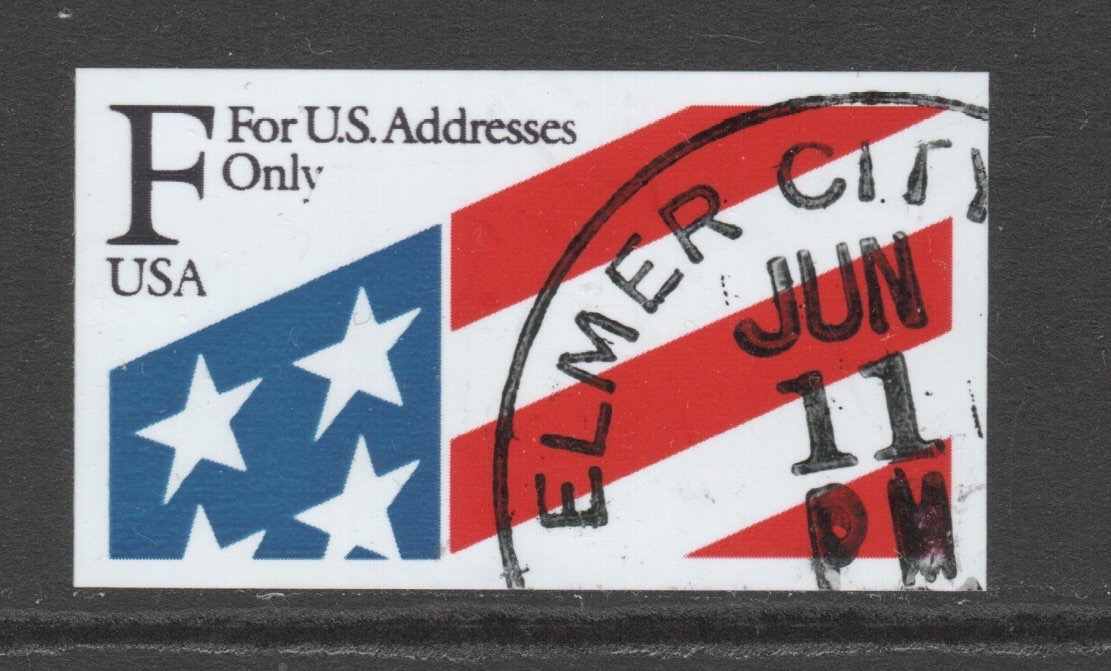 F
For U.S. Addresses
Only
USA
ELMER CITY
JUN
11
PM